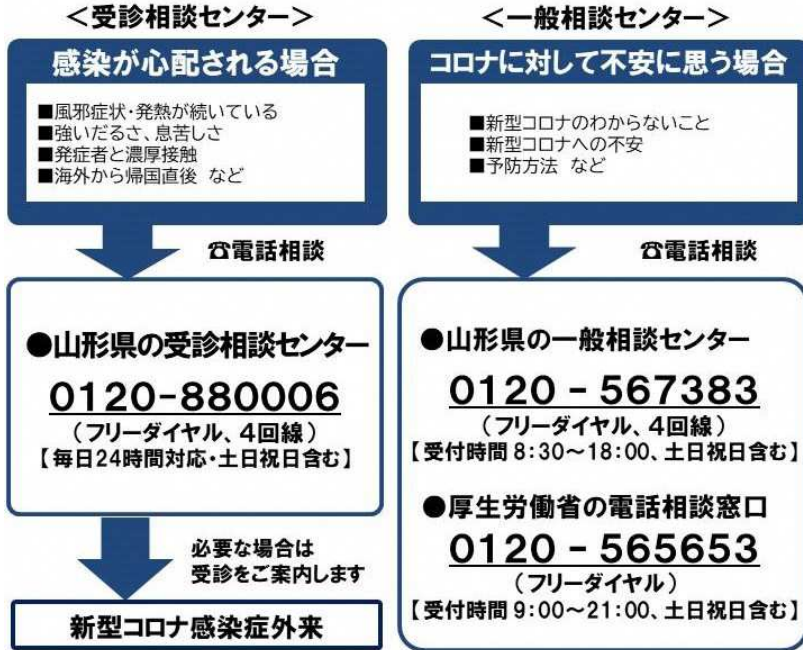 ＜受診相談センター＞
感染が心配される場合
■風邪症状・発熱が続いている
■強いだるさ、息苦しさ
■発症者と濃厚接触
■海外から帰国直後 など
☎電話相談
●山形県の受診相談センター
0120-880006
（フリーダイヤル、4回線）
【毎日24時間対応・土日祝日含む】
必要な場合は
受診をご案内します
新型コロナ感染症外来
＜一般相談センター＞
コロナに対して不安に思う場合
■新型コロナのわからないこと
■新型コロナへの不安
■予防方法 など
☎電話相談
●山形県の一般相談センター
0120 - 567383
（フリーダイヤル、4回線）
【受付時間 8:30～18:00、土日祝日含む】
●厚生労働省の電話相談窓口
0120 - 565653
（フリーダイヤル）
【受付時間 9:00～21:00、土日祝日含む】